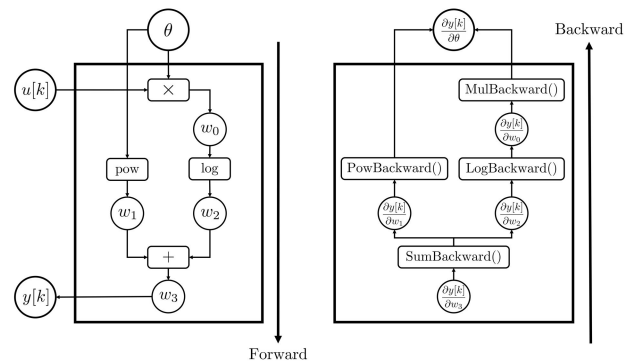 θ
u[k]
×
w₀
pow
log
w₁
w₂
+
y[k]
w₃
Forward
∂y[k]/∂θ
Backward
MulBackward()
∂y[k]/∂w₀
PowBackward()
LogBackward()
∂y[k]/∂w₁
∂y[k]/∂w₂
SumBackward()
∂y[k]/∂w₃